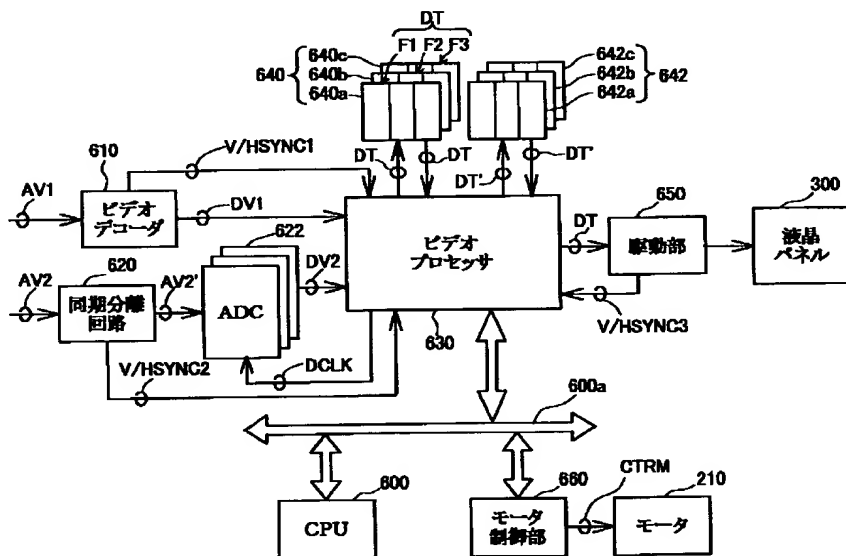 DT
F1 F2 F3
640c
640
640b
640a
642c
642b
642
642a
DT
DT
DT'
DT'
V/HSYNC1
610
AV1
ビデオ
デコーダ
DV1
622
620
AV2
同期分離
回路
AV2'
ADC
DV2
V/HSYNC2
DCLK
ビデオ
プロセッサ
630
DT
650
駆動部
V/HSYNC3
300
液晶
パネル
600a
600
CPU
660
モータ
制御部
CTRM
210
モータ